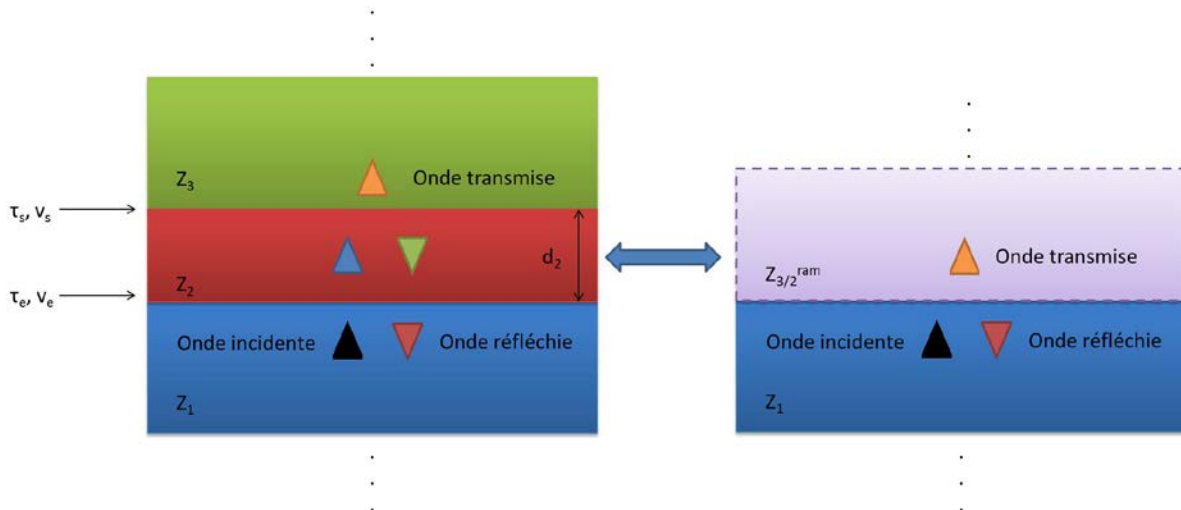 Z₃
Onde transmise
τₛ, vₛ
d₂
Z₂
τₑ, vₑ
Onde incidente
Onde réfléchie
Z₁
Onde transmise
Z₃/₂ʳᵃᵐ
Onde incidente
Onde réfléchie
Z₁